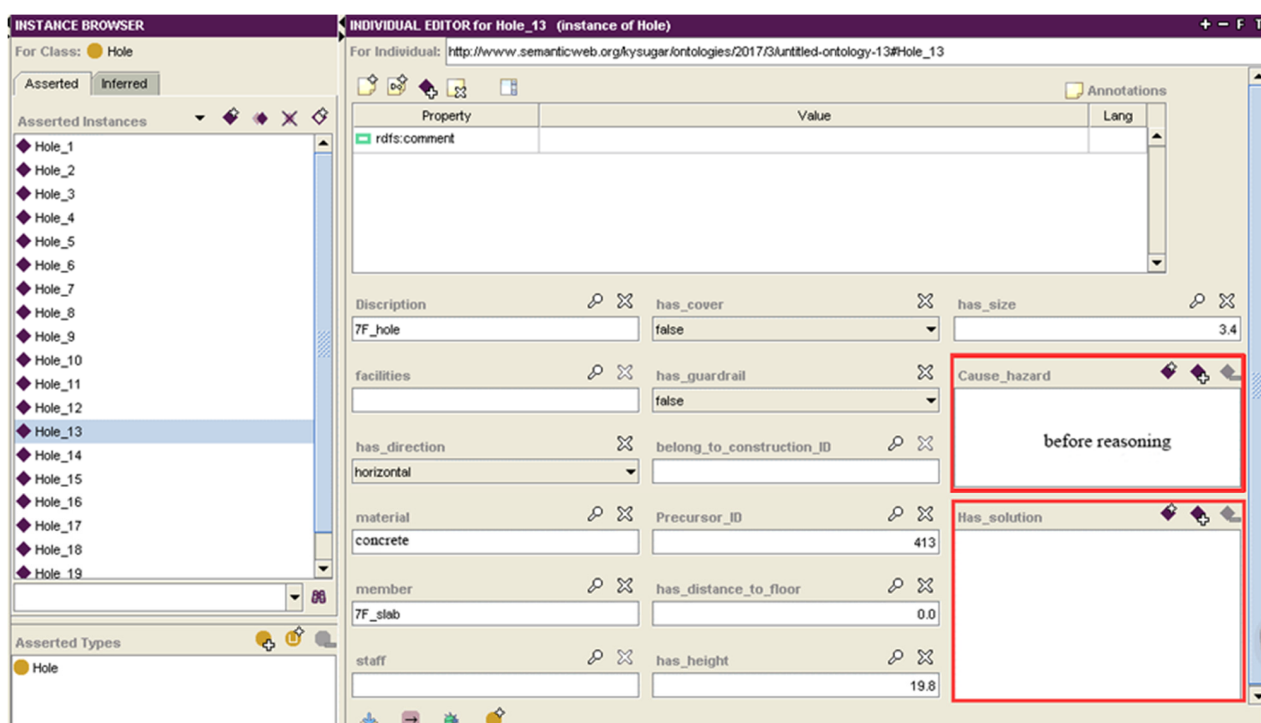 INSTANCE BROWSER
For Class: Hole
Asserted Inferred
Asserted Instances
Hole_1
Hole_2
Hole_3
Hole_4
Hole_5
Hole_6
Hole_7
Hole_8
Hole_9
Hole_10
Hole_11
Hole_12
Hole_13
Hole_14
Hole_15
Hole_16
Hole_17
Hole_18
Hole_19
Asserted Types
Hole
INDIVIDUAL EDITOR for Hole_13 (instance of Hole) + − F T
For Individual: http://www.semanticweb.org/kysugar/ontologies/2017/3/untitled-ontology-13#Hole_13
Annotations
Property Value Lang
rdfs:comment
Discription has_cover has_size
7F_hole false 3.4
facilities has_guardrail Cause_hazard
false
before reasoning
has_direction belong_to_construction_ID
horizontal
material Precursor_ID Has_solution
concrete 413
member has_distance_to_floor
7F_slab 0.0
staff has_height
19.8